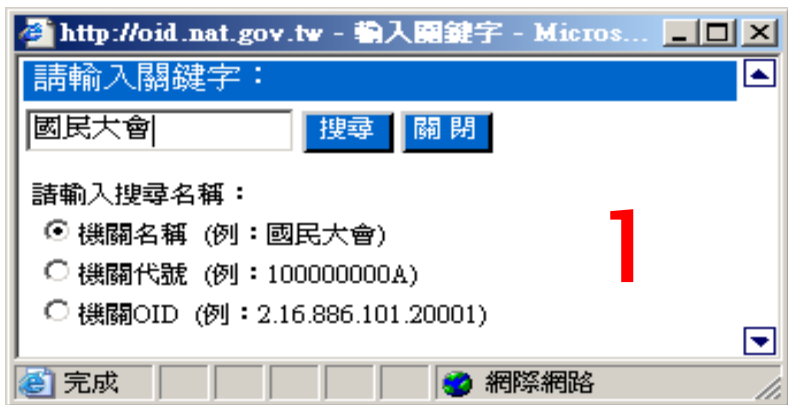 http://oid.nat.gov.tw - 輸入關鍵字 - Micros...
請輸入關鍵字：
國民大會
搜尋 關閉
請輸入搜尋名稱：
機關名稱 (例：國民大會)
機關代號 (例：100000000A)
機關OID (例：2.16.886.101.20001)
1
完成 網際網路